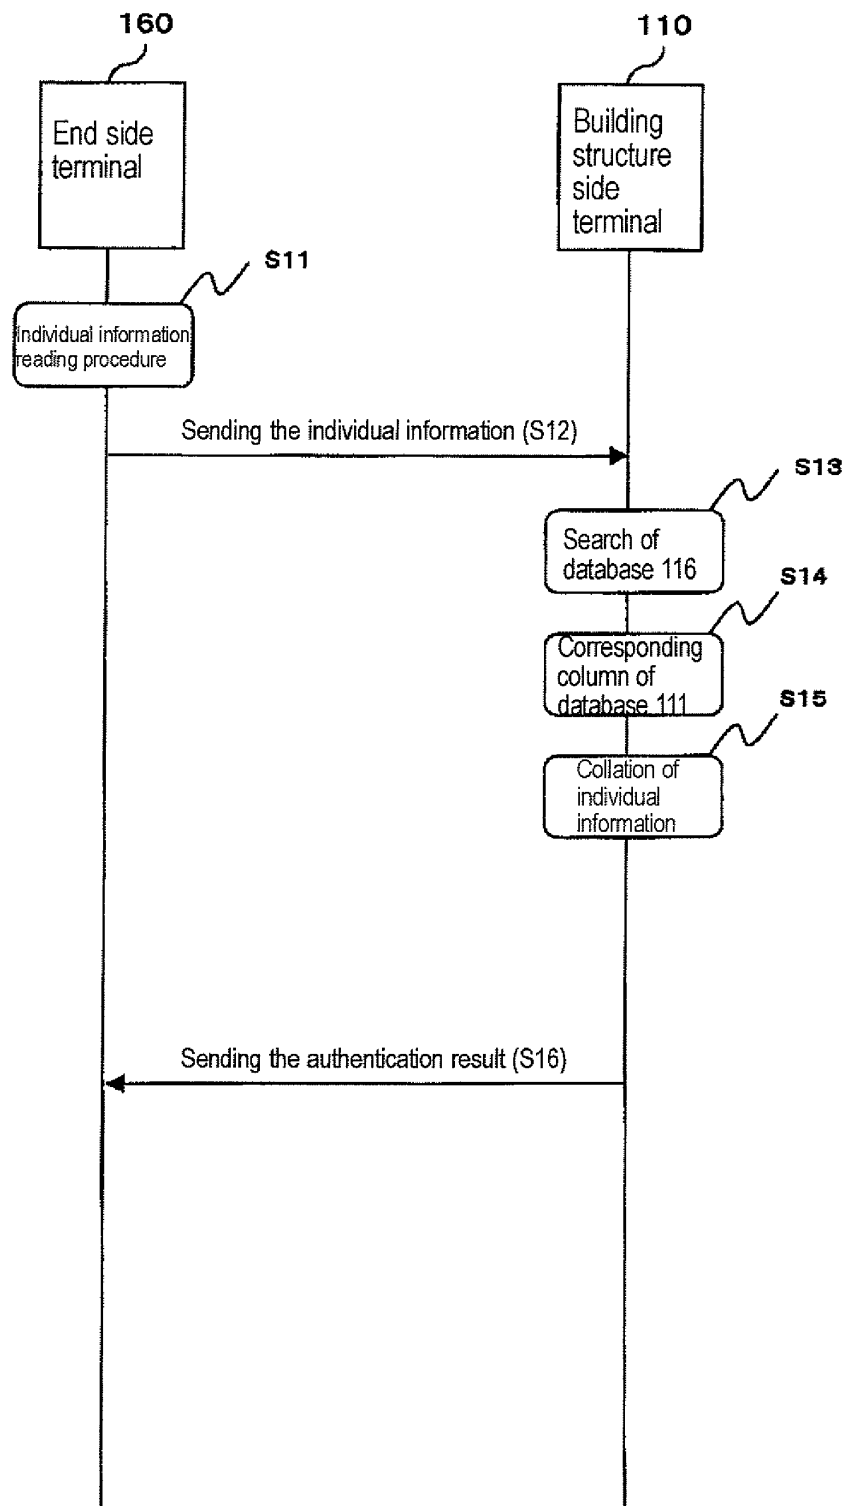 160
110
End side
terminal
Building
structure
side
terminal
S11
Individual information
reading procedure
Sending the individual information (S12)
S13
Search of
database 116
S14
Corresponding
column of
database 111
S15
Collation of
individual
information
Sending the authentication result (S16)